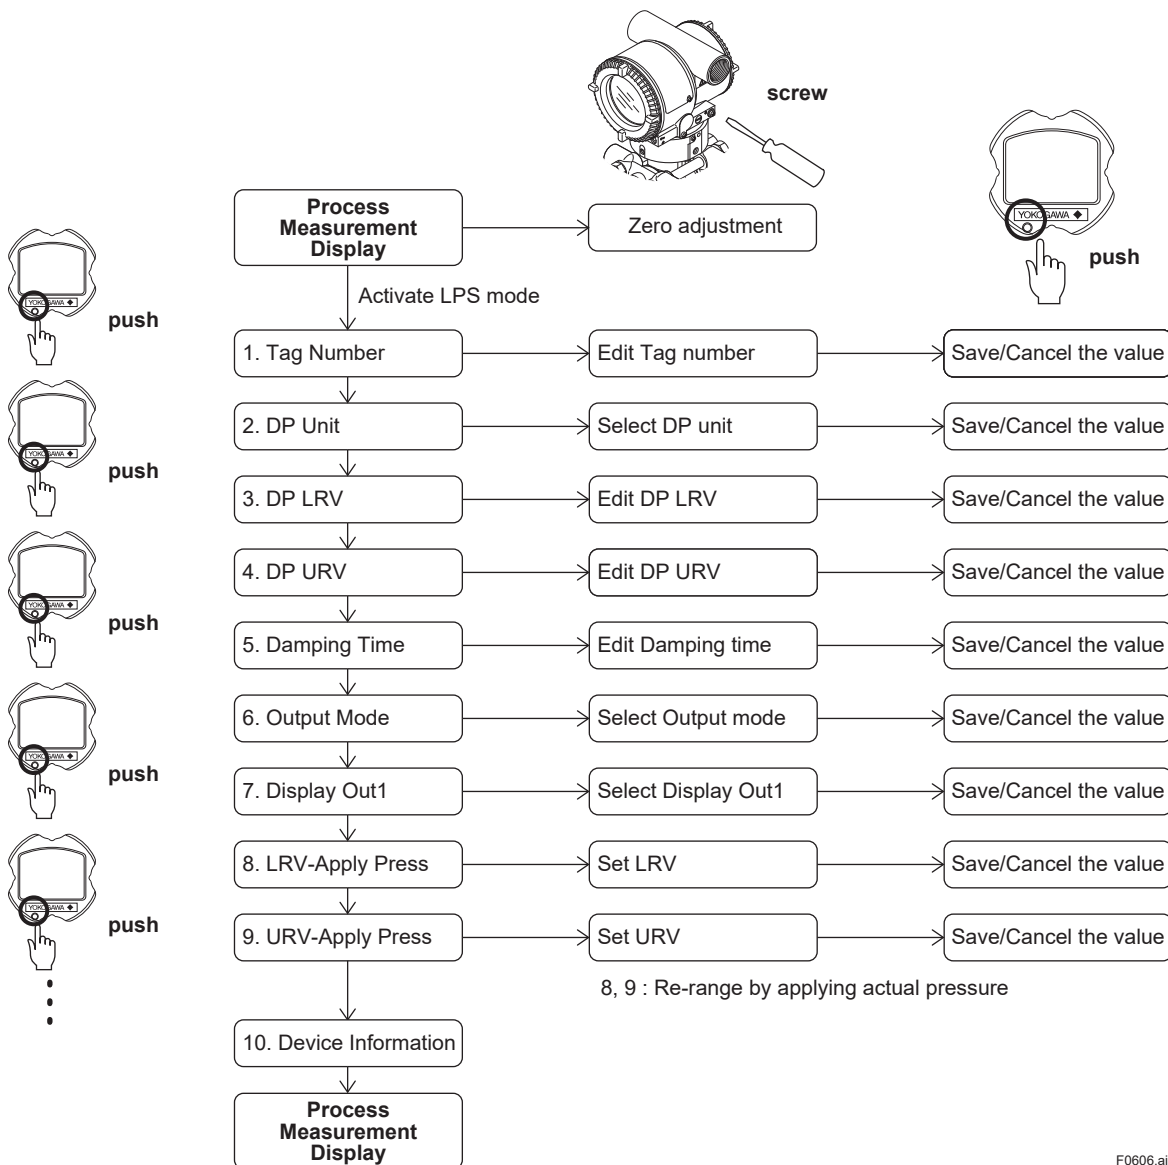 screw
Process
Measurement
Display
Zero adjustment
YOKOGAWA ◆
push
Activate LPS mode
YOKOGAWA ◆
push
1. Tag Number
Edit Tag number
Save/Cancel the value
YOKOGAWA ◆
push
2. DP Unit
Select DP unit
Save/Cancel the value
3. DP LRV
Edit DP LRV
Save/Cancel the value
YOKOGAWA ◆
push
4. DP URV
Edit DP URV
Save/Cancel the value
5. Damping Time
Edit Damping time
Save/Cancel the value
YOKOGAWA ◆
push
6. Output Mode
Select Output mode
Save/Cancel the value
7. Display Out1
Select Display Out1
Save/Cancel the value
8. LRV-Apply Press
Set LRV
Save/Cancel the value
YOKOGAWA ◆
push
9. URV-Apply Press
Set URV
Save/Cancel the value
8, 9 : Re-range by applying actual pressure
10. Device Information
Process
Measurement
Display
F0606.ai